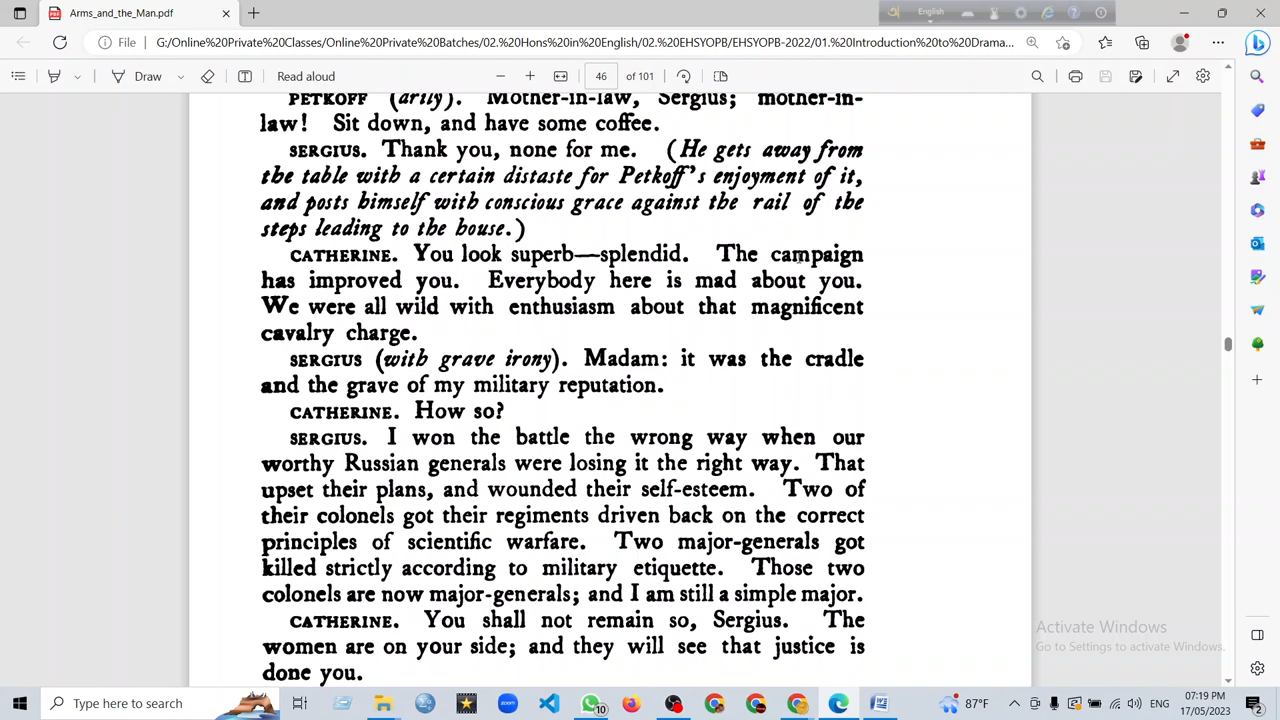 Arms_and_the_Man.pdf
English
File
G:/Online%20Private%20Classes/Online%20Private%20Batches/02.%20Hons%20in%20English/02.%20EHSYOPB/EHSYOPB-2022/01.%20Introduction%20to%20Drama...
Draw
Read aloud
46 of 101
PETKOFF (artly). Mother-in-law, Sergius; mother-in-
law! Sit down, and have some coffee.
SERGIUS. Thank you, none for me. (He gets away from
the table with a certain distaste for Petkoff's enjoyment of it,
and posts himself with conscious grace against the rail of the
steps leading to the house.)
CATHERINE. You look superb—splendid. The campaign
has improved you. Everybody here is mad about you.
We were all wild with enthusiasm about that magnificent
cavalry charge.
SERGIUS (with grave irony). Madam: it was the cradle
and the grave of my military reputation.
CATHERINE. How so?
SERGIUS. I won the battle the wrong way when our
worthy Russian generals were losing it the right way. That
upset their plans, and wounded their self-esteem. Two of
their colonels got their regiments driven back on the correct
principles of scientific warfare. Two major-generals got
killed strictly according to military etiquette. Those two
colonels are now major-generals; and I am still a simple major.
CATHERINE. You shall not remain so, Sergius. The
women are on your side; and they will see that justice is
done you.
Activate Windows
Go to Settings to activate Windows.
Type here to search
zoom
10
87°F
ENG
07:19 PM
17/05/2023
2